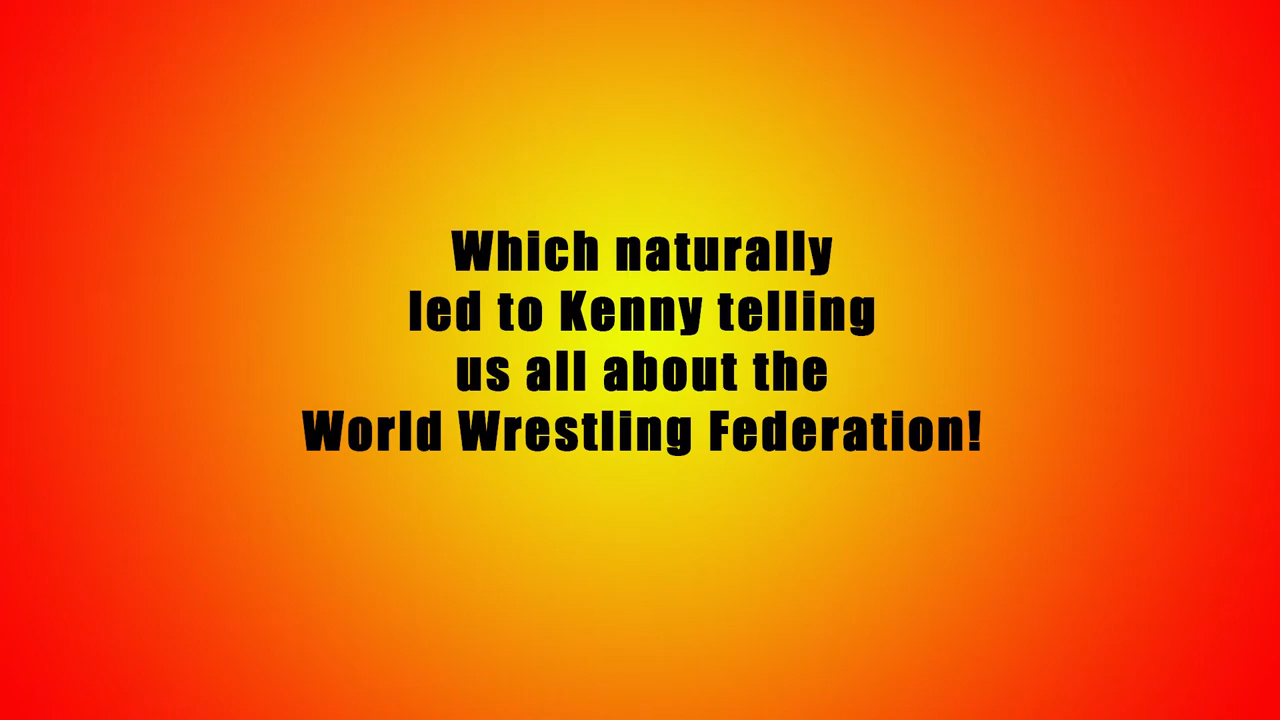 Which naturally
led to Kenny telling
us all about the
World Wrestling Federation!